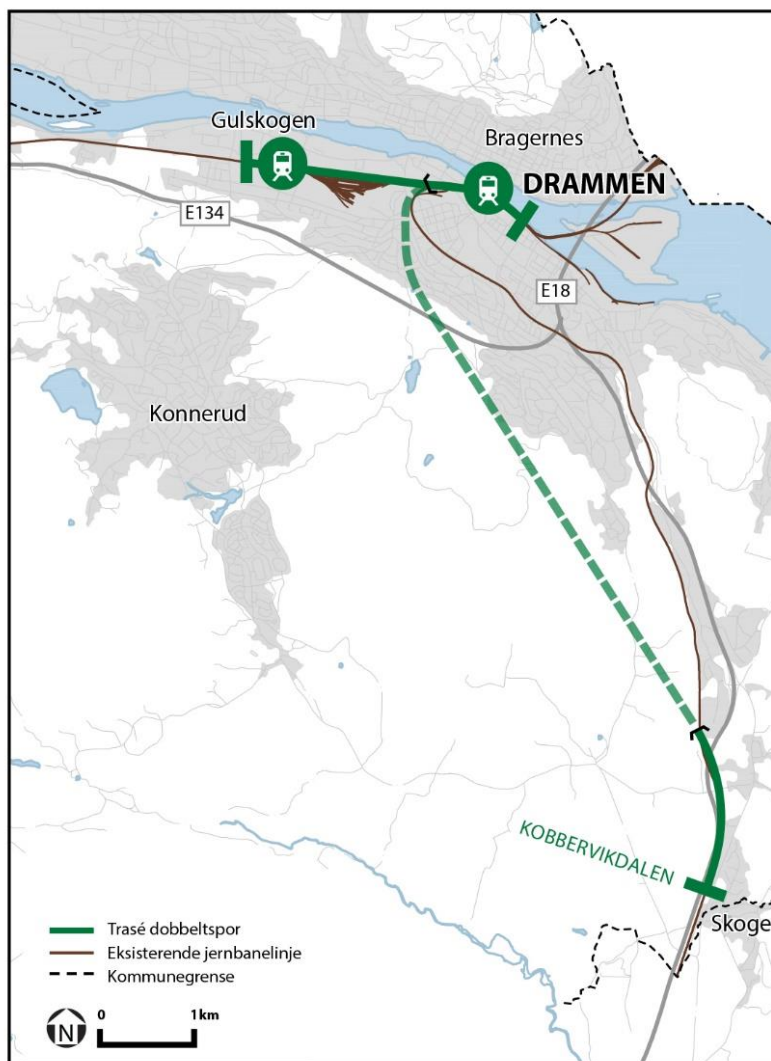 Gulskogen
Bragernes
DRAMMEN
E134
E18
Konnerud
KOBBERVIKDALEN
Skoge
Trasé dobbeltspor
Eksisterende jernbanelinje
Kommunegrense
N
0 1km